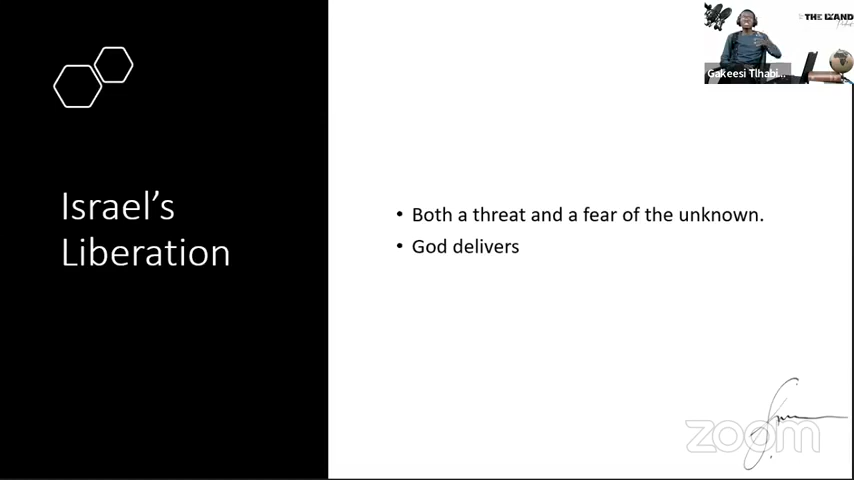 THE LAND
Gakeesi Tlhabi...
Israel's
Liberation
• Both a threat and a fear of the unknown.
• God delivers
zoom